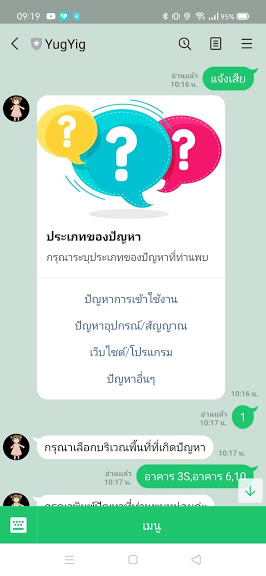 09:19
95%
YugYig
อ่านแล้ว
10:16 น.
แจ้งเสีย
ประเภทของปัญหา
กรุณาระบุประเภทของปัญหาที่ท่านพบ
ปัญหาการเข้าใช้งาน
ปัญหาอุปกรณ์/สัญญาณ
เว็บไซต์/โปรแกรม
ปัญหาอื่นๆ
10:16 น.
อ่านแล้ว
10:17 น.
1
กรุณาเลือกบริเวณพื้นที่ที่เกิดปัญหา
10:17 น.
อ่านแล้ว
10:17 น.
อาคาร 3S,อาคาร 6,10
เมนู